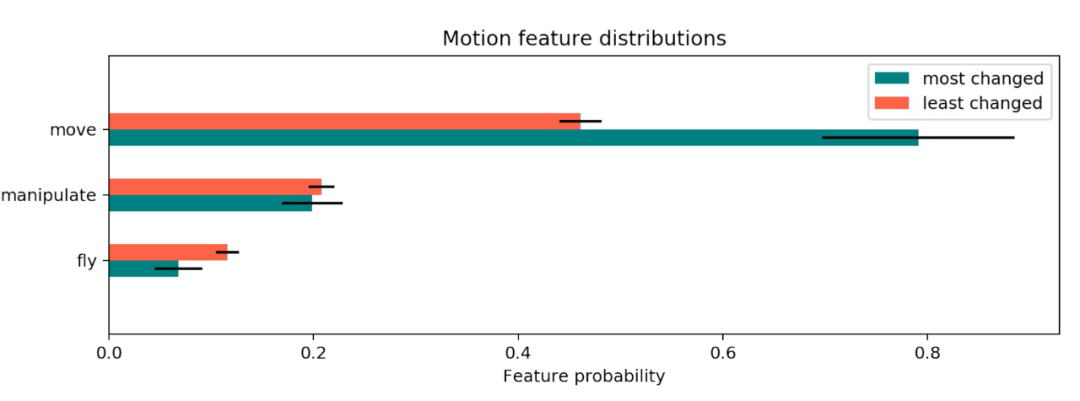 Motion feature distributions
most changed
least changed
move
manipulate
fly
0.0 0.2 0.4 0.6 0.8
Feature probability